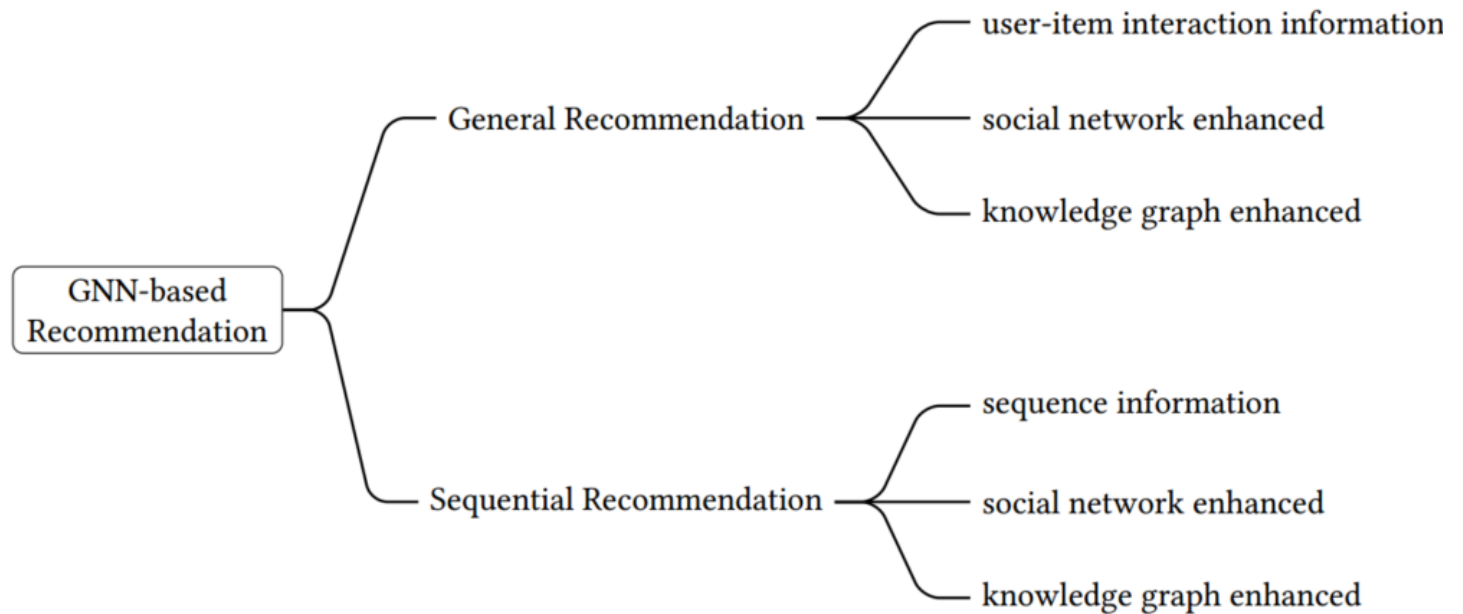 user-item interaction information
General Recommendation
social network enhanced
knowledge graph enhanced
GNN-based
Recommendation
sequence information
Sequential Recommendation
social network enhanced
knowledge graph enhanced